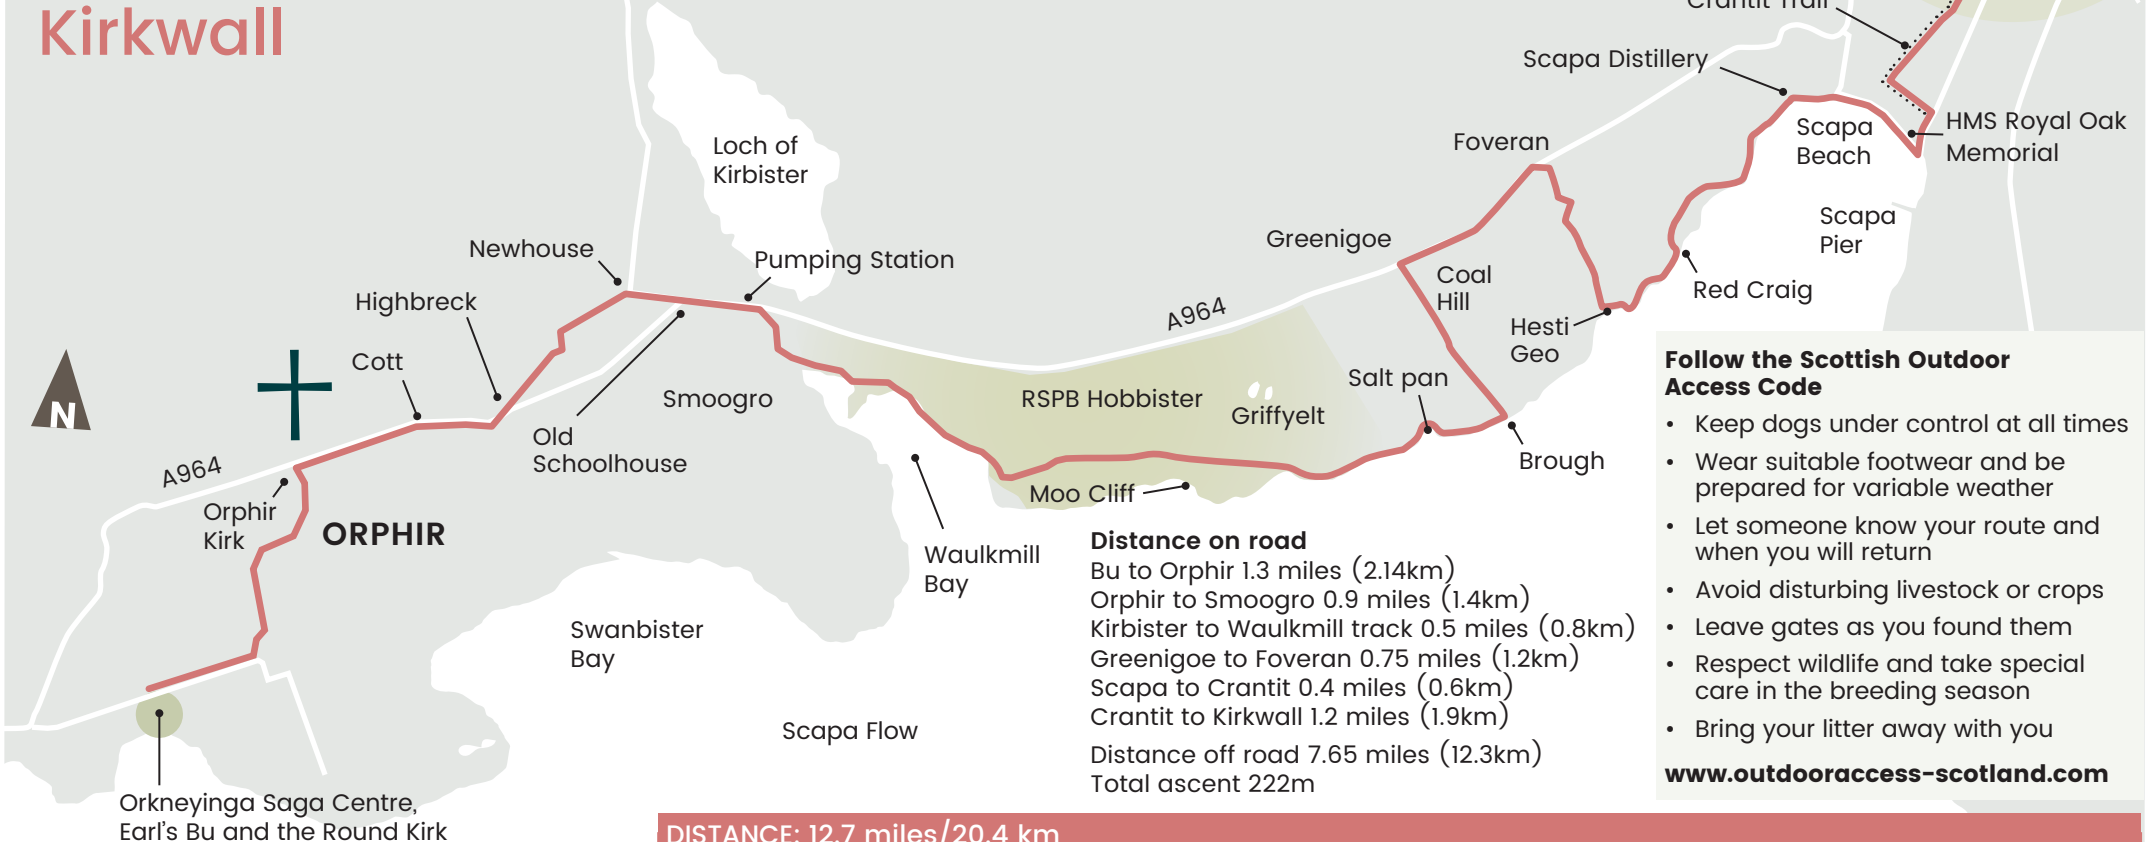 Kirkwall
Crantit Trail
Scapa Distillery
HMS Royal Oak
Memorial
Scapa
Beach
Foveran
Loch of
Kirbister
Scapa
Pier
Greenigoe
Newhouse
Pumping Station
Coal
Hill
Red Craig
Highbreck
A964
Hesti
Geo
Cott
N
Salt pan
Smoogro
RSPB Hobbister
Griffyelt
Old
Schoolhouse
Brough
A964
Orphir
Kirk
ORPHIR
Moo Cliff
Waulkmill
Bay
Swanbister
Bay
Scapa Flow
Orkneyinga Saga Centre,
Earl's Bu and the Round Kirk
Distance on road
Bu to Orphir 1.3 miles (2.14km)
Orphir to Smoogro 0.9 miles (1.4km)
Kirbister to Waulkmill track 0.5 miles (0.8km)
Greenigoe to Foveran 0.75 miles (1.2km)
Scapa to Crantit 0.4 miles (0.6km)
Crantit to Kirkwall 1.2 miles (1.9km)
Distance off road 7.65 miles (12.3km)
Total ascent 222m
Follow the Scottish Outdoor
Access Code
• Keep dogs under control at all times
• Wear suitable footwear and be
prepared for variable weather
• Let someone know your route and
when you will return
• Avoid disturbing livestock or crops
• Leave gates as you found them
• Respect wildlife and take special
care in the breeding season
• Bring your litter away with you
www.outdooraccess-scotland.com
DISTANCE: 12.7 miles/20.4 km